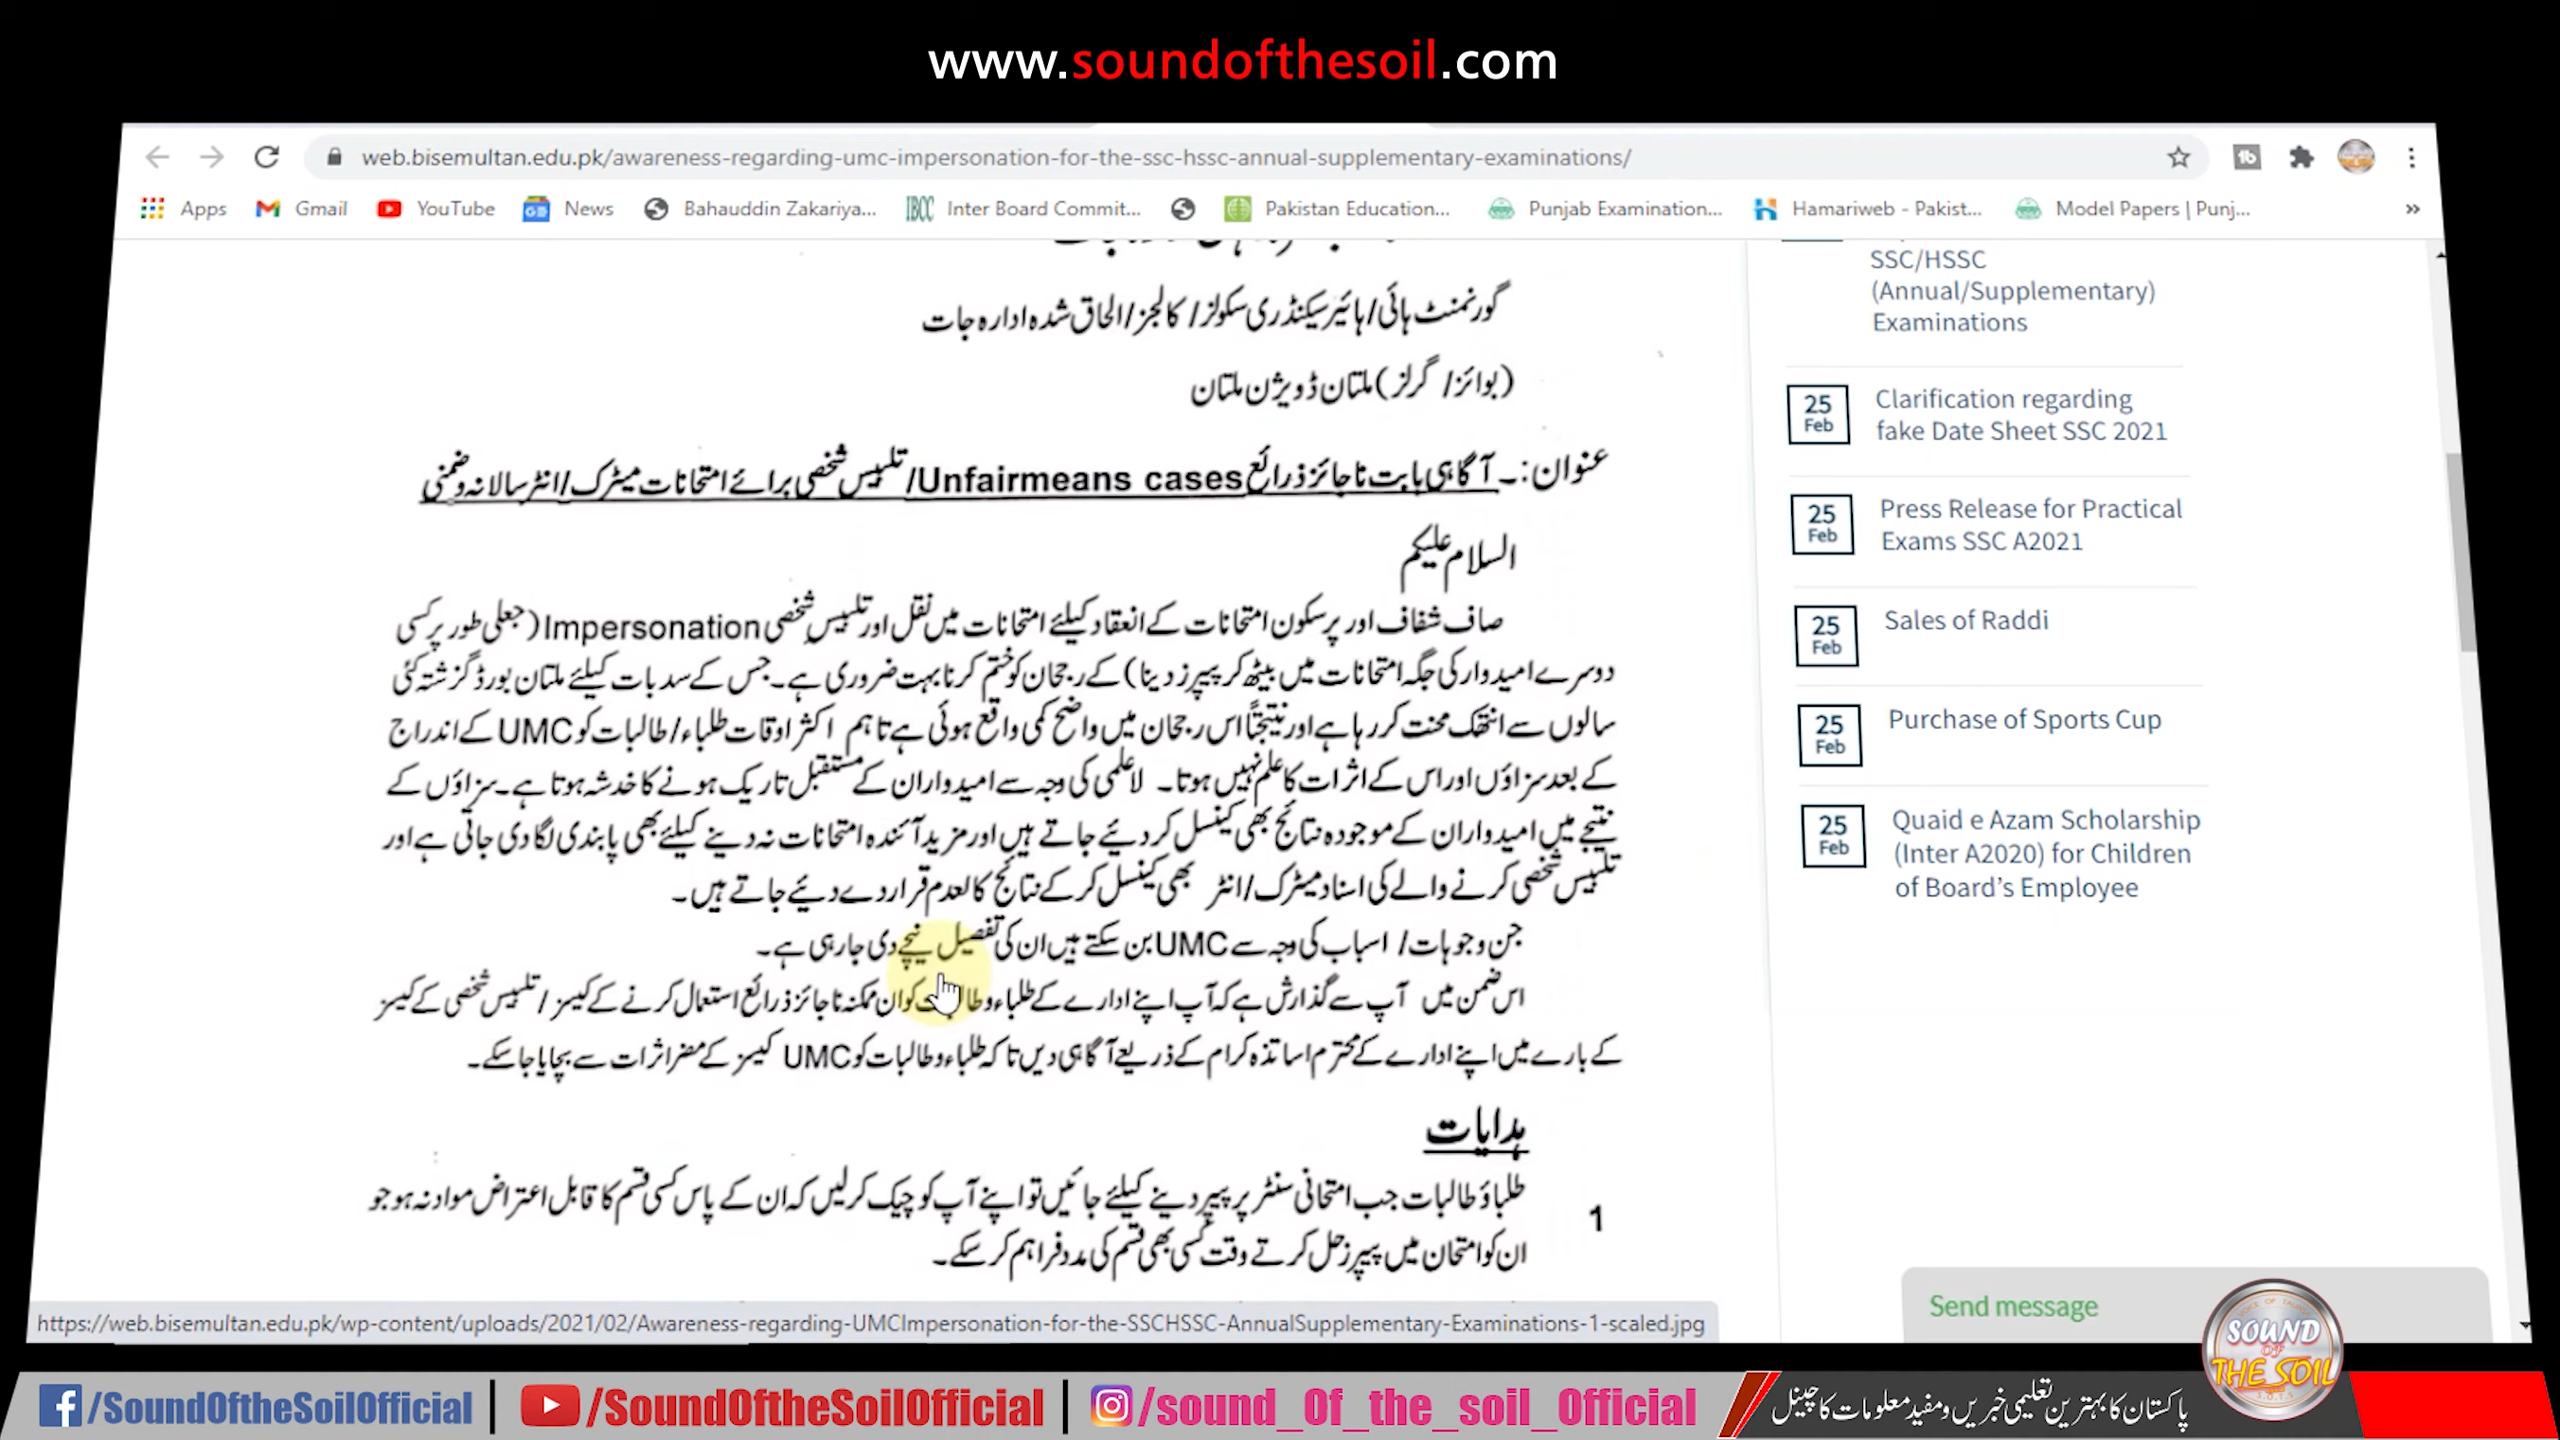 www.soundofthesoil.com
web.bisemultan.edu.pk/awareness-regarding-umc-impersonation-for-the-ssc-hssc-annual-supplementary-examinations/
Apps Gmail YouTube News Bahauddin Zakariya... Inter Board Commit... Pakistan Education... Punjab Examination... Hamariweb - Pakist... Model Papers | Punj... »
گورنمنٹ ہائی/ہائیر سیکنڈری سکولز/کالجز/الحاق شدہ ادارہ جات
(بوائز/گرلز) ملتان ڈویژن ملتان
عنوان:۔ آگاہی بابت ناجائز ذرائع Unfairmeans cases/تلبیس شخصی برائے امتحانات میٹرک/انٹر سالانہ و ضمنی
السلام علیکم
صاف شفاف اور پرسکون امتحانات کے انعقاد کیلئے امتحانات میں نقل اور تلبیس شخصی Impersonation (جعلی طور پر کسی
دوسرے امیدوار کی جگہ امتحانات میں بیٹھ کر پیپرز دینا) کے رجحان کو ختم کرنا بہت ضروری ہے۔ جس کے سدباب کیلئے ملتان بورڈ گزشتہ کئی
سالوں سے انتھک محنت کر رہا ہے اور نتیجتاً اس رجحان میں واضح کمی واقع ہوئی ہے تاہم اکثر اوقات طلباء/طالبات کو UMC کے اندراج
کے بعد سزاؤں اور اس کے اثرات کا علم نہیں ہوتا۔ لاعلمی کی وجہ سے امیدواران کے مستقبل تاریک ہونے کا خدشہ ہوتا ہے۔ سزاؤں کے
نتیجے میں امیدواران کے موجودہ نتائج بھی کینسل کر دیئے جاتے ہیں اور مزید آئندہ امتحانات نہ دینے کیلئے بھی پابندی لگا دی جاتی ہے اور
تلبیس شخصی کرنے والے کی اسناد میٹرک/انٹر بھی کینسل کر کے نتائج کالعدم قرار دے دیئے جاتے ہیں۔
جن وجوہات/ اسباب کی وجہ سے UMC بن سکتے ہیں ان کی تفصیل نیچے دی جا رہی ہے۔
اس ضمن میں آپ سے گذارش ہے کہ آپ اپنے ادارے کے طلباء و طالبات کو ان ممکنہ ناجائز ذرائع استعمال کرنے کے کیسز/تلبیس شخصی کے کیسز
کے بارے میں اپنے ادارے کے محترم اساتذہ کرام کے ذریعے آگاہی دیں تاکہ طلباء و طالبات کو UMC کیسز کے مضر اثرات سے بچایا جا سکے۔
ہدایات
1 طلباؤ طالبات جب امتحانی سنٹر پر پیپر دینے کیلئے جائیں تو اپنے آپ کو چیک کر لیں کہ ان کے پاس کسی قسم کا قابل اعتراض مواد نہ ہو جو
ان کو امتحان میں پیپرز حل کرتے وقت کسی بھی قسم کی مدد فراہم کر سکے۔
SSC/HSSC
(Annual/Supplementary)
Examinations
25 Feb
Clarification regarding
fake Date Sheet SSC 2021
25 Feb
Press Release for Practical
Exams SSC A2021
25 Feb
Sales of Raddi
25 Feb
Purchase of Sports Cup
25 Feb
Quaid e Azam Scholarship
(Inter A2020) for Children
of Board's Employee
Send message
https://web.bisemultan.edu.pk/wp-content/uploads/2021/02/Awareness-regarding-UMCImpersonation-for-the-SSCHSSC-AnnualSupplementary-Examinations-1-scaled.jpg
SOUND
OF
THE SOIL
/SoundOftheSoilOfficial | /SoundOftheSoilOfficial | /sound_Of_the_soil_Official
پاکستان کا بہترین تعلیمی خبریں و مفید معلومات کا چینل